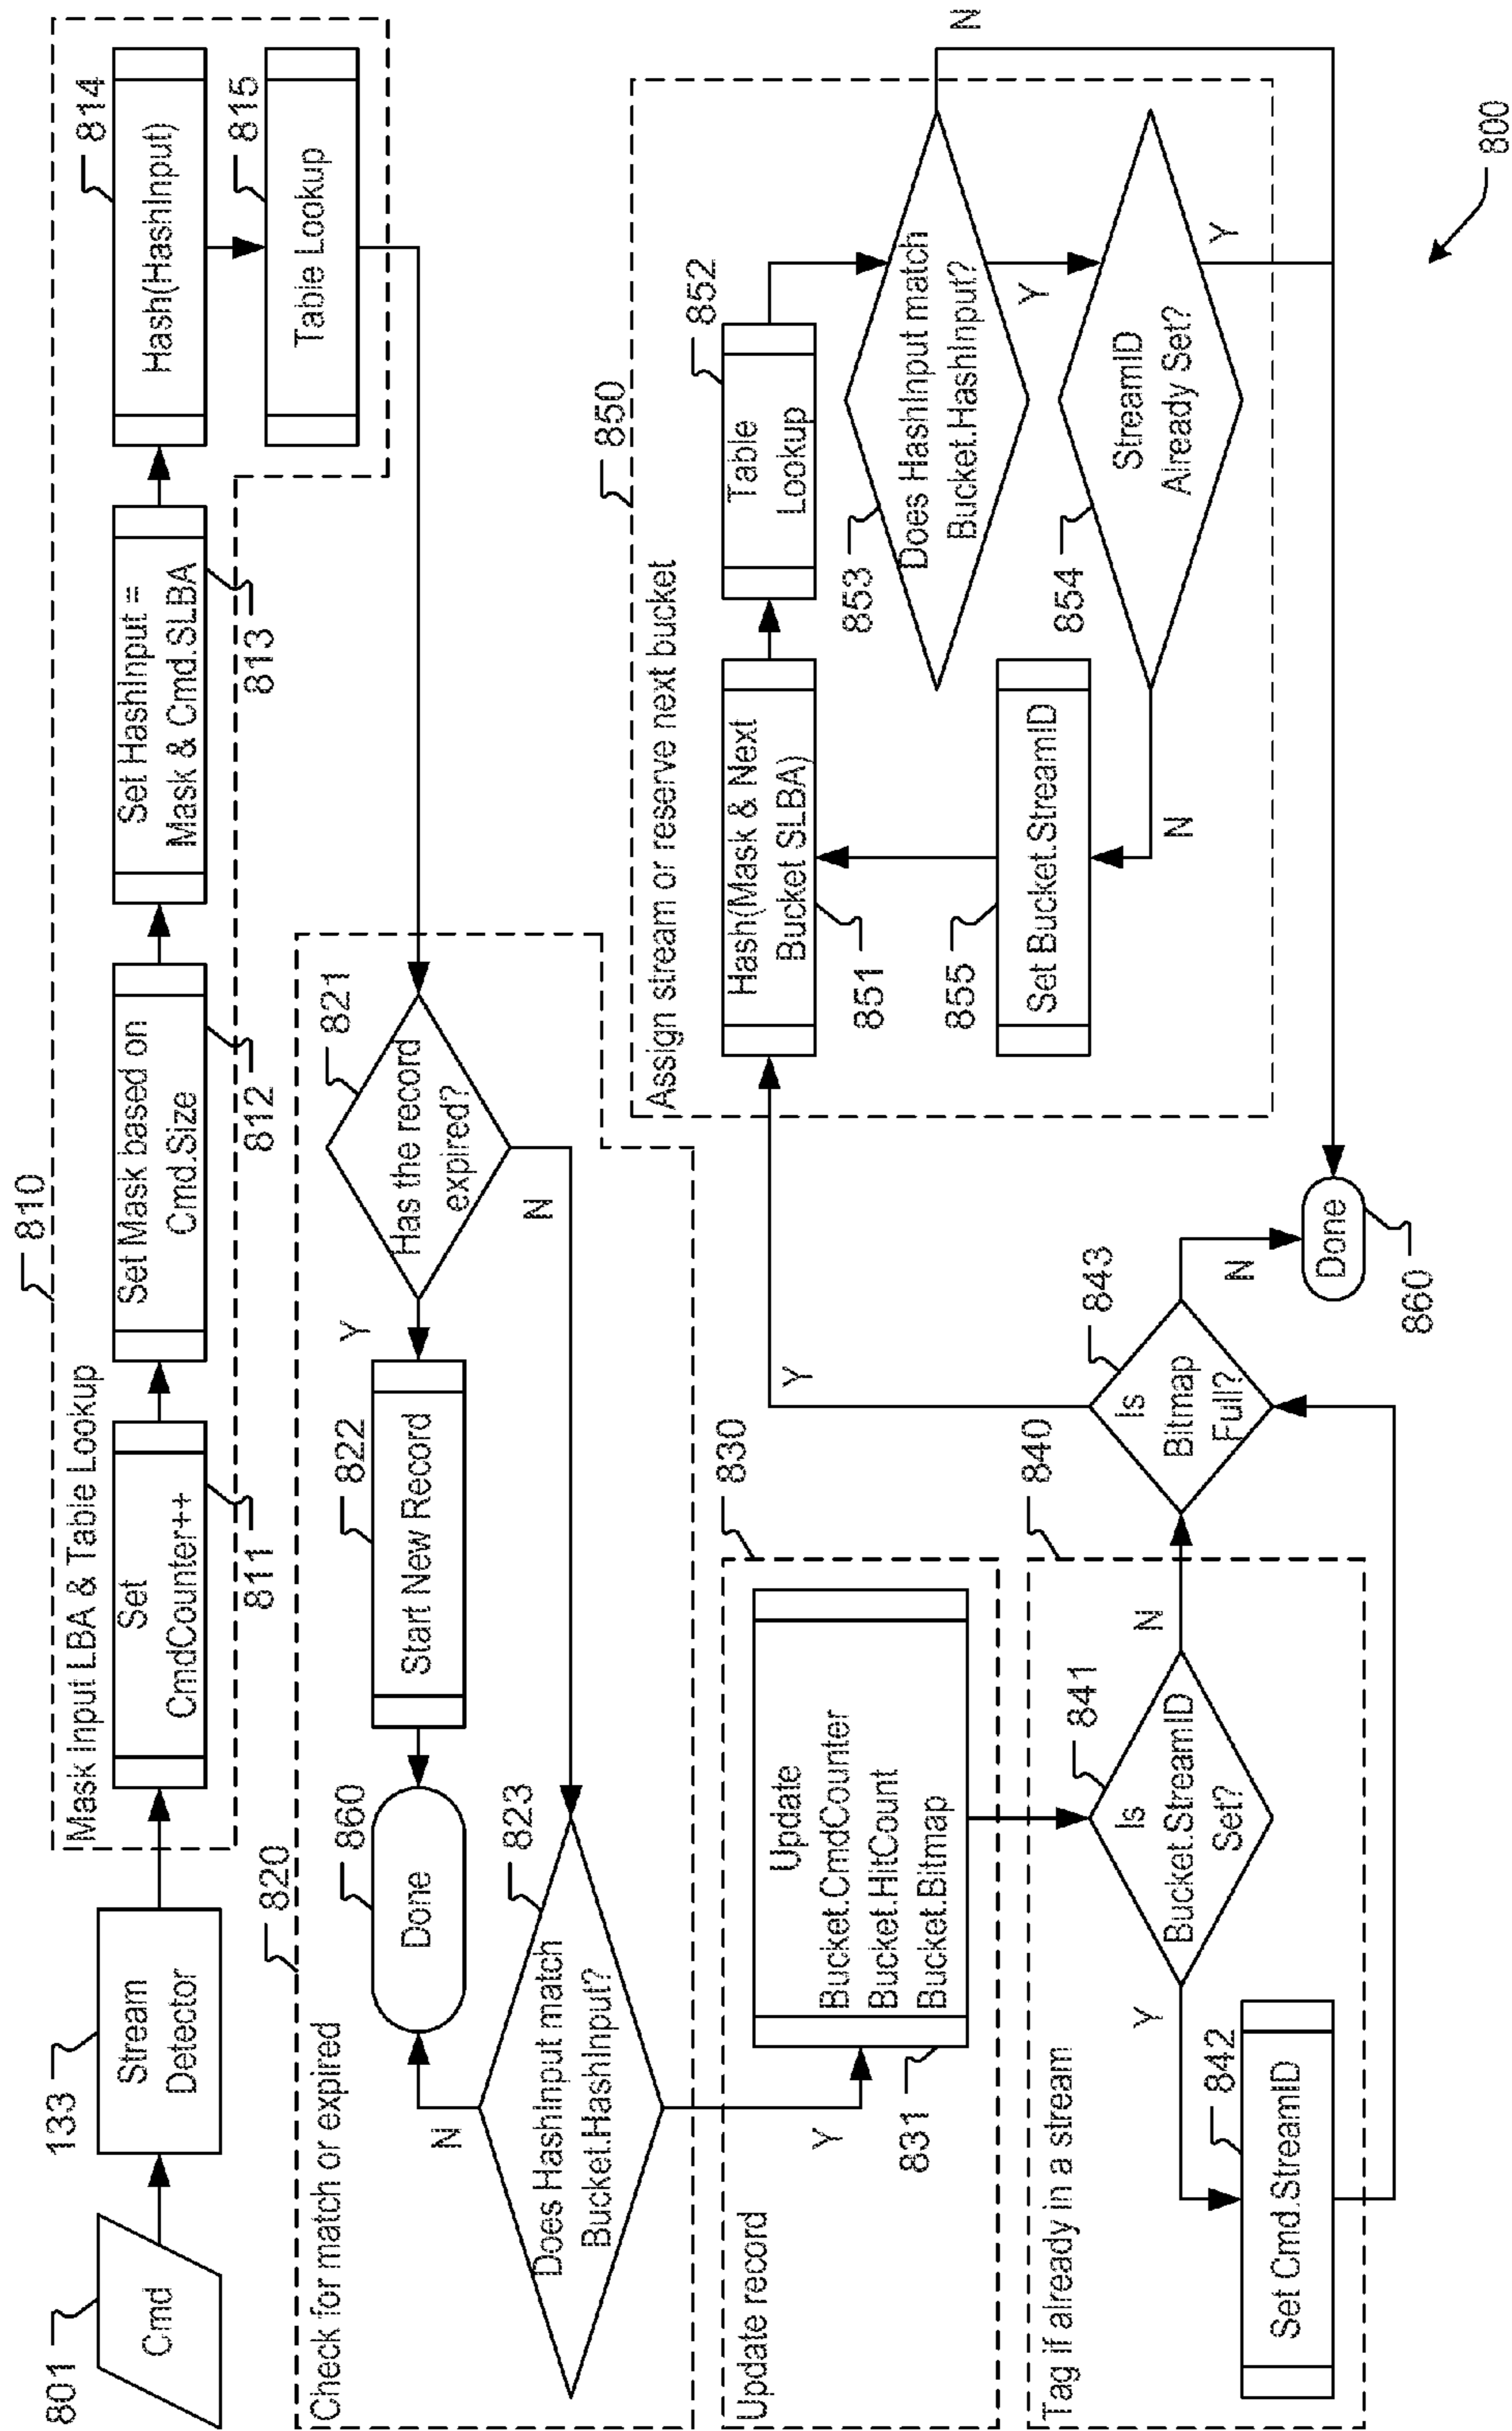 801
Cmd
133
Stream
Detector
810
Mask Input LBA & Table Lookup
Set
CmdCounter++
811
Set Mask based on
Cmd.Size
812
Set HashInput =
Mask & Cmd.SLBA
813
Hash(HashInput)
814
Table Lookup
815
820
Check for match or expired
Has the record
expired?
821
Y
N
Start New Record
822
Done
860
Does HashInput match
Bucket.HashInput?
823
N
Y
830
Update record
Update
Bucket.CmdCounter
Bucket.HitCount
Bucket.Bitmap
831
840
Tag if already in a stream
Is
Bucket.StreamID
Set?
841
Y
N
Set Cmd.StreamID
842
Is
Bitmap
Full?
843
Y
N
Done
860
850
Assign stream or reserve next bucket
Hash(Mask & Next
Bucket SLBA)
851
Table
Lookup
852
Does HashInput match
Bucket.HashInput?
853
N
Y
StreamID
Already Set?
854
Y
N
Set Bucket.StreamID
855
800